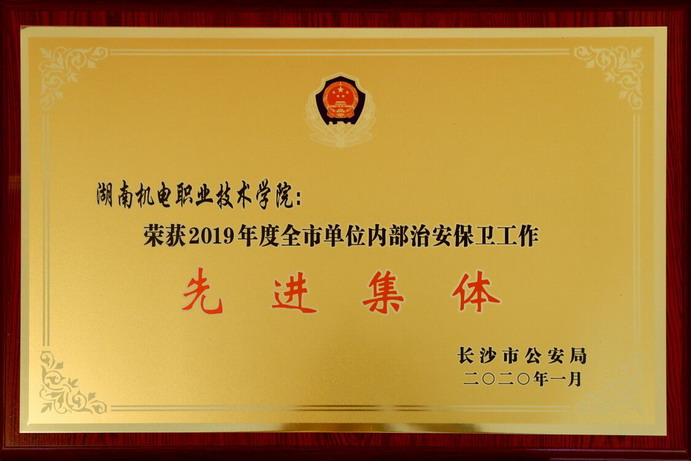 湖南机电职业技术学院：
荣获2019年度全市单位内部治安保卫工作
先进集体
长沙市公安局
二〇二〇年一月